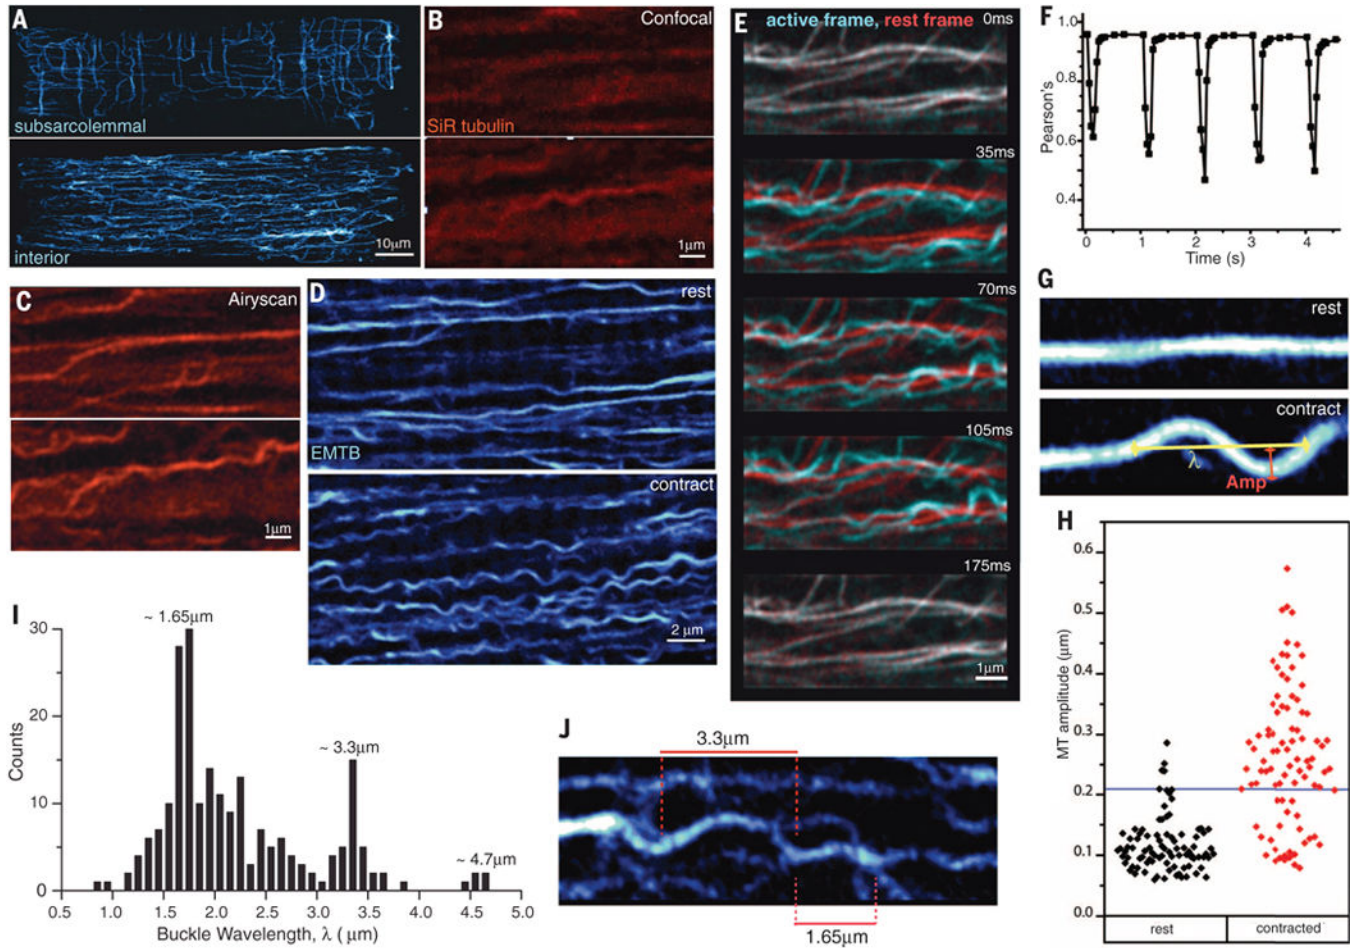 A
subsarcolemmal
interior
10μm
B
Confocal
SiR tubulin
1μm
C
Airyscan
1μm
D
rest
EMTB
contract
2 μm
E
active frame, rest frame
0ms
35ms
70ms
105ms
175ms
1μm
F
1.0
0.8
0.6
0.4
Pearson's
0
1
2
3
4
Time (s)
G
rest
contract
λ
Amp
H
0.6
0.5
0.4
0.3
0.2
0.1
0.0
MT amplitude (μm)
rest
contracted
I
~ 1.65μm
~ 3.3μm
~ 4.7μm
30
20
10
0
Counts
0.5
1.0
1.5
2.0
2.5
3.0
3.5
4.0
4.5
5.0
Buckle Wavelength, λ ( μm)
J
3.3μm
1.65μm